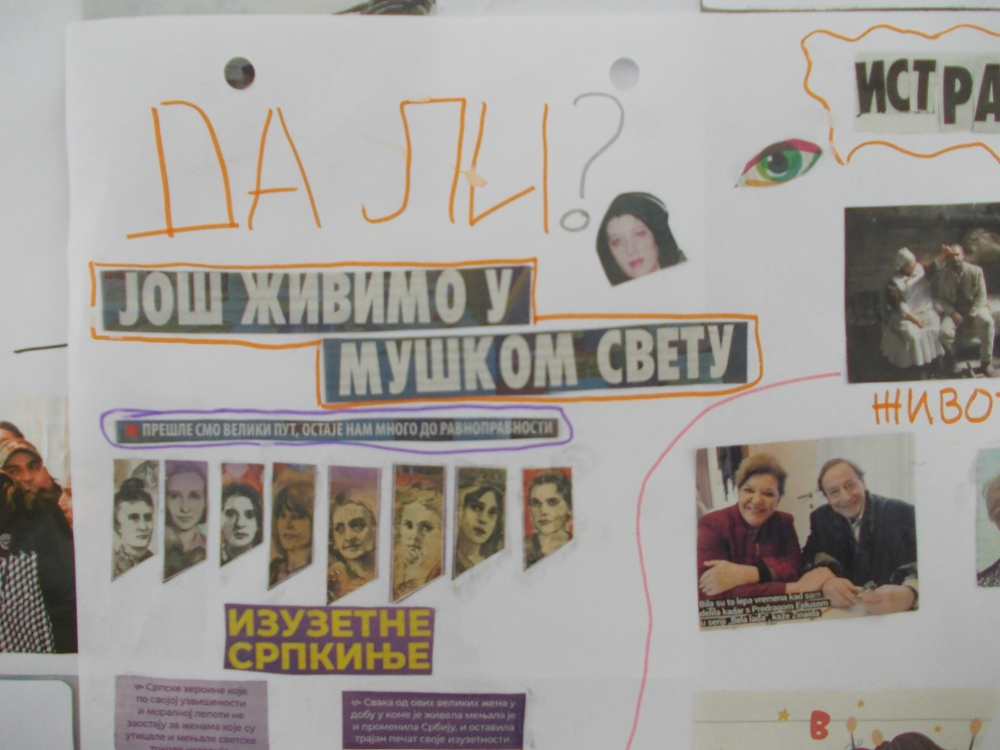 ДА ЛИ?
ИСТРА
ЈОШ ЖИВИМО У
МУШКОМ СВЕТУ
ПРЕШЛЕ СМО ВЕЛИКИ ПУТ, ОСТАЈЕ НАМ МНОГО ДО РАВНОПРАВНОСТИ
ЖИВОТ
Bila su to lepa vremena kad sam
delila kadar s Predragom Ejdusom
u seriji „Bela lađa", kaže Zinaida
ИЗУЗЕТНЕ
СРПКИЊЕ
Српске хероине које
по својој узвишености
и моралној лепоти не
заостају за женама које су
утицале и мењале светске
Свака од ових великих жена у
добу у коме је живела мењала је
и променила Србију, и оставила
трајан печат своје изузетности.
В